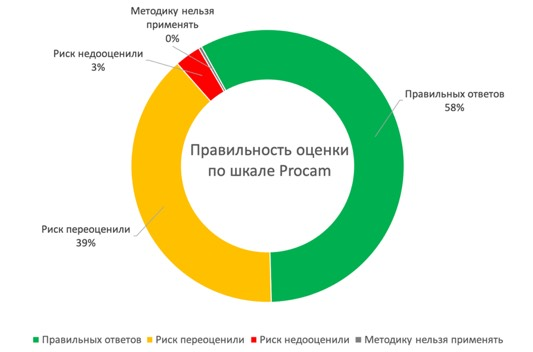 Методику нельзя
применять
0%
Риск недооценили
3%
Правильных ответов
58%
Правильность оценки
по шкале Procam
Риск переоценили
39%
Правильных ответов
Риск переоценили
Риск недооценили
Методику нельзя применять